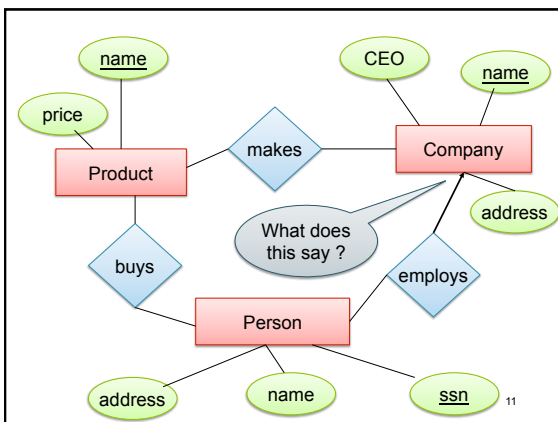 name
CEO
name
price
makes
Company
Product
address
What does
this say ?
buys
employs
Person
address
name
ssn
11